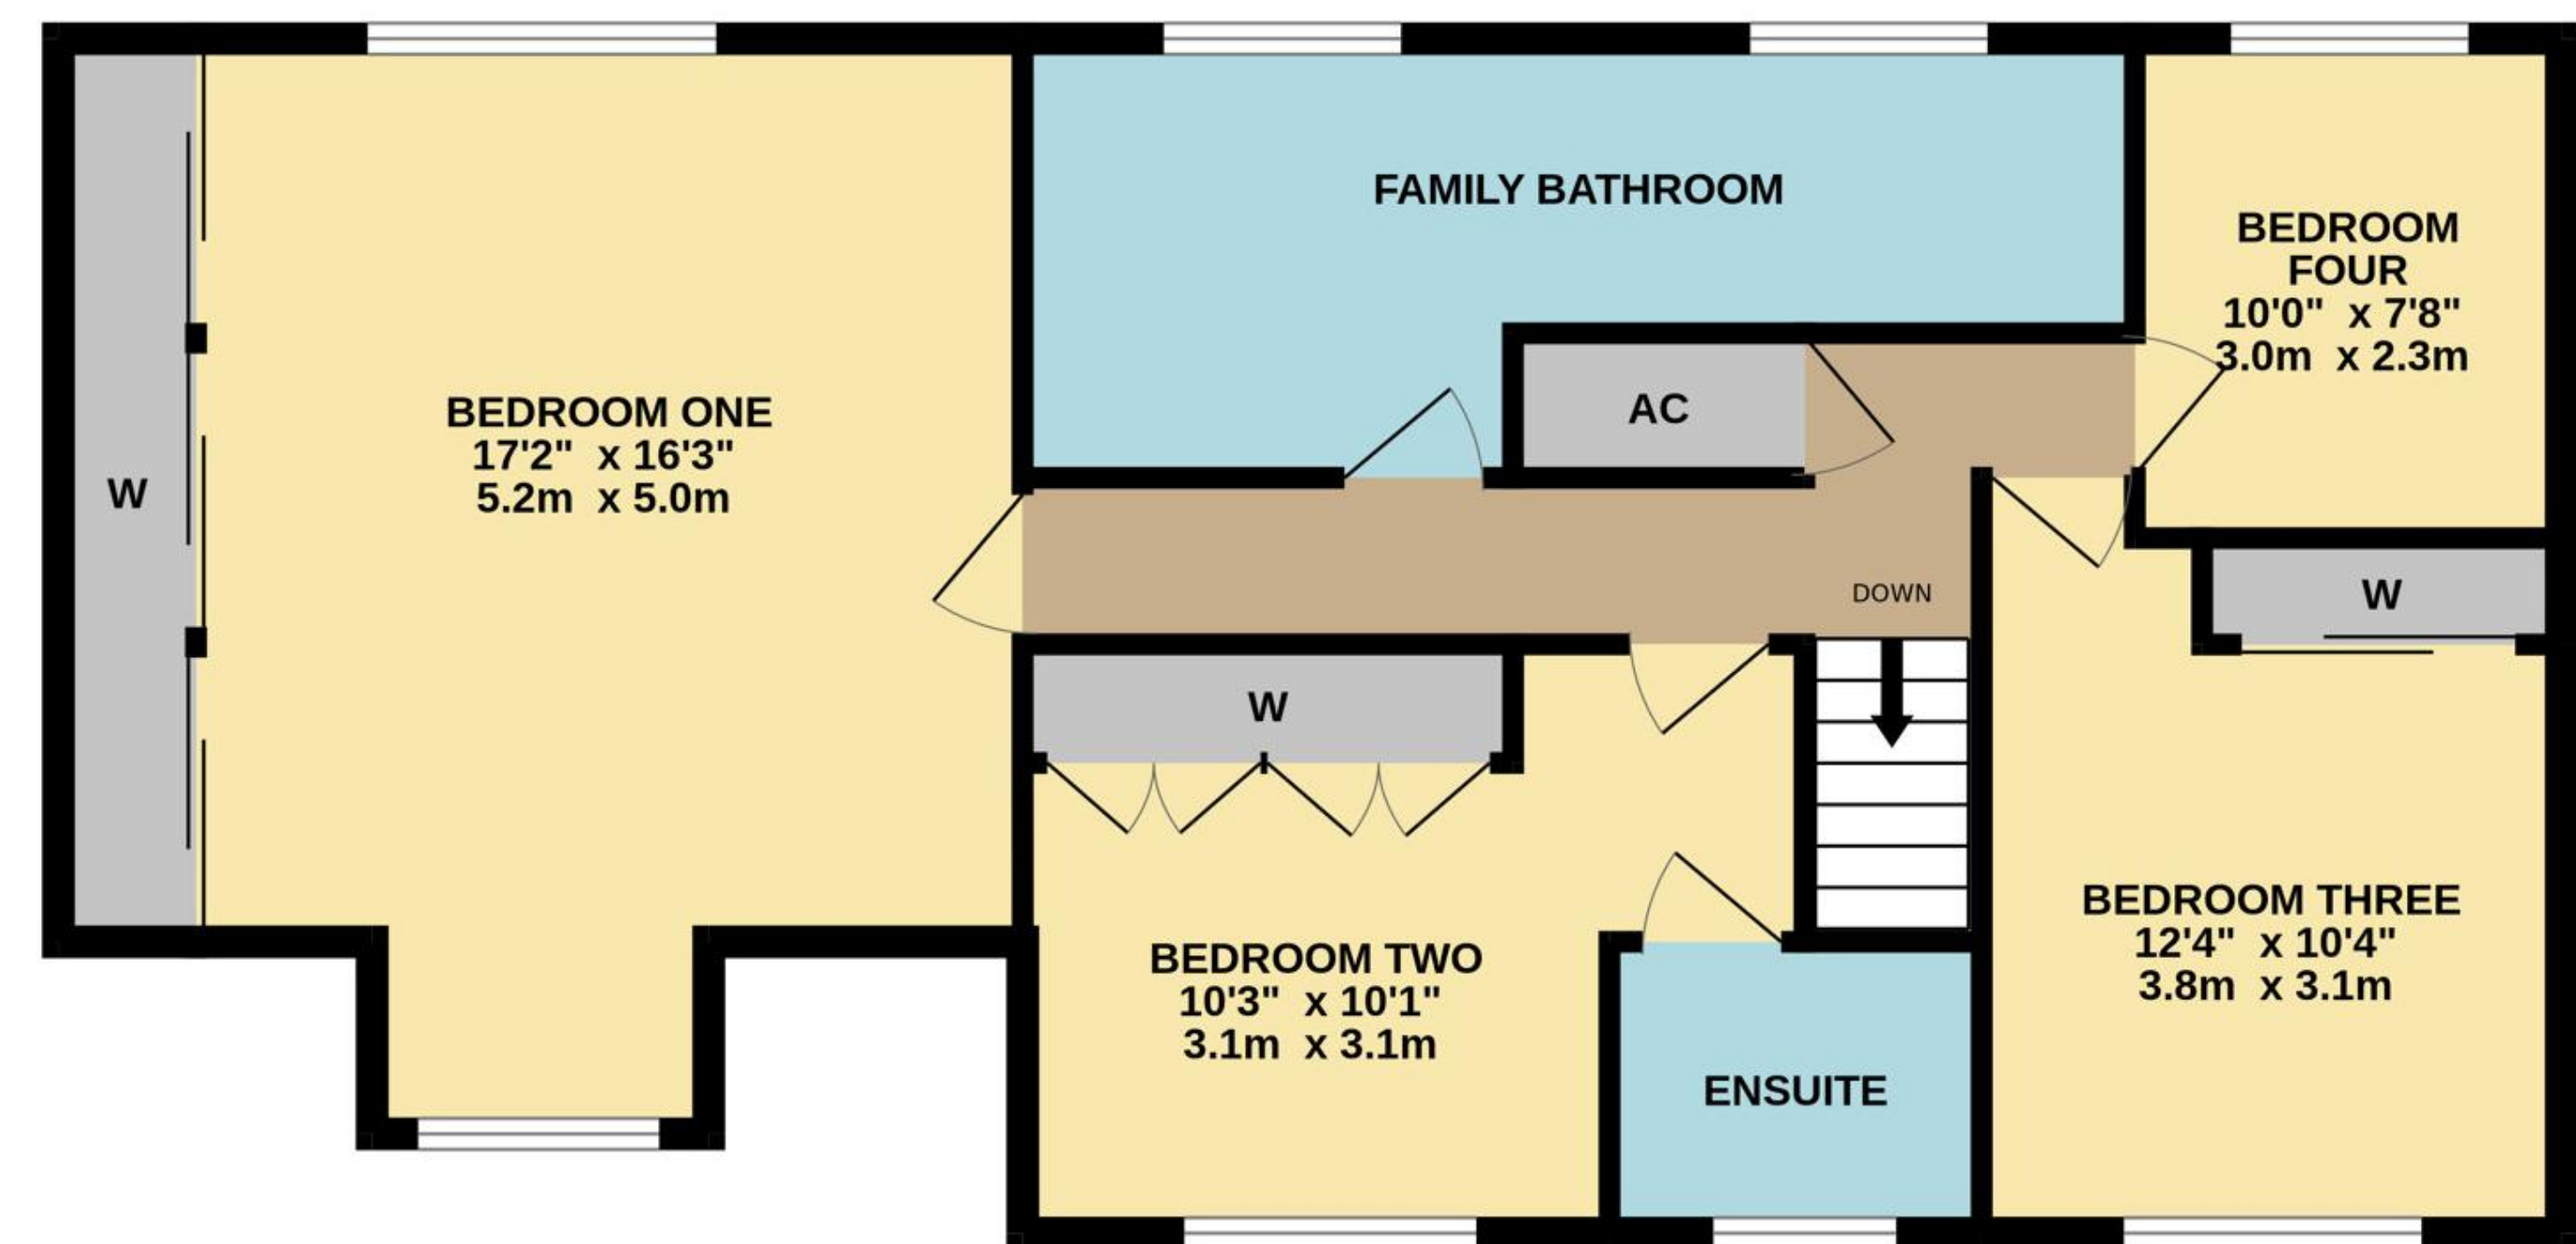 FAMILY BATHROOM
BEDROOM
FOUR
10'0"  x 7'8"
3.0m  x 2.3m
BEDROOM ONE
17'2"  x 16'3"
5.2m  x 5.0m
AC
W
DOWN
W
W
BEDROOM THREE
12'4"  x 10'4"
3.8m  x 3.1m
BEDROOM TWO
10'3"  x 10'1"
3.1m  x 3.1m
ENSUITE